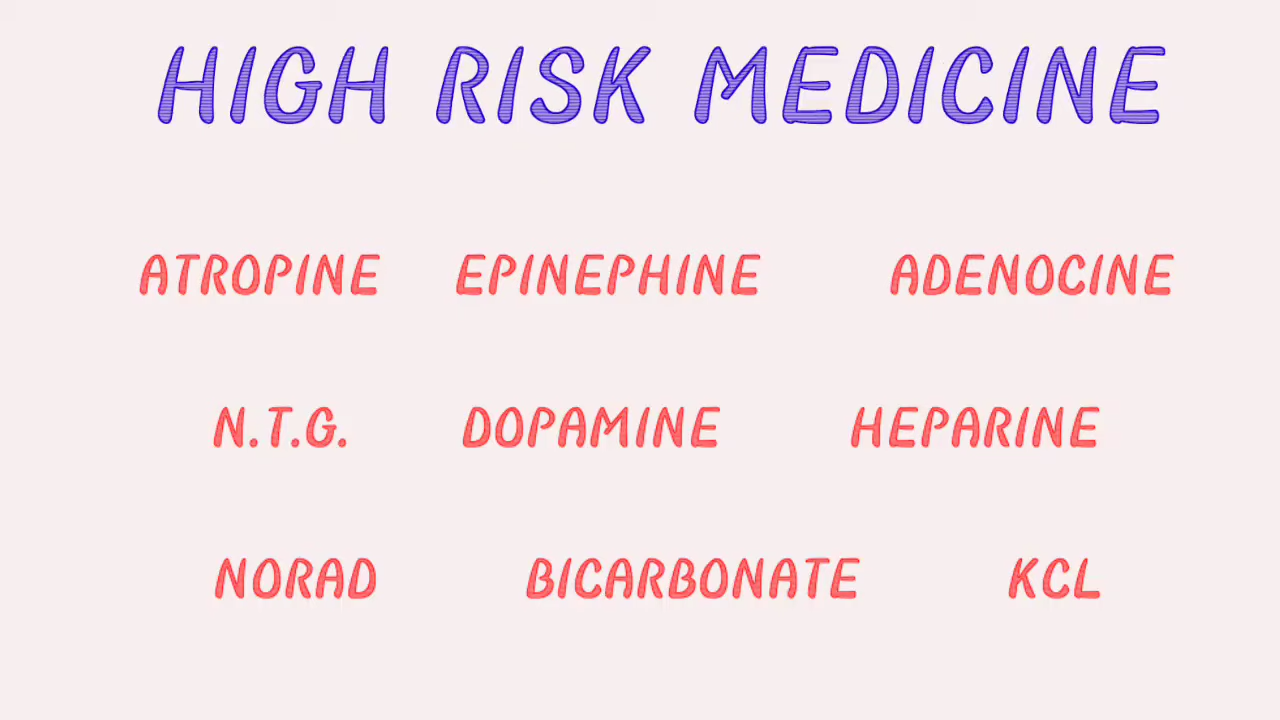 HIGH RISK MEDICINE
ATROPINE EPINEPHINE ADENOCINE
N.T.G. DOPAMINE HEPARINE
NORAD BICARBONATE KCL